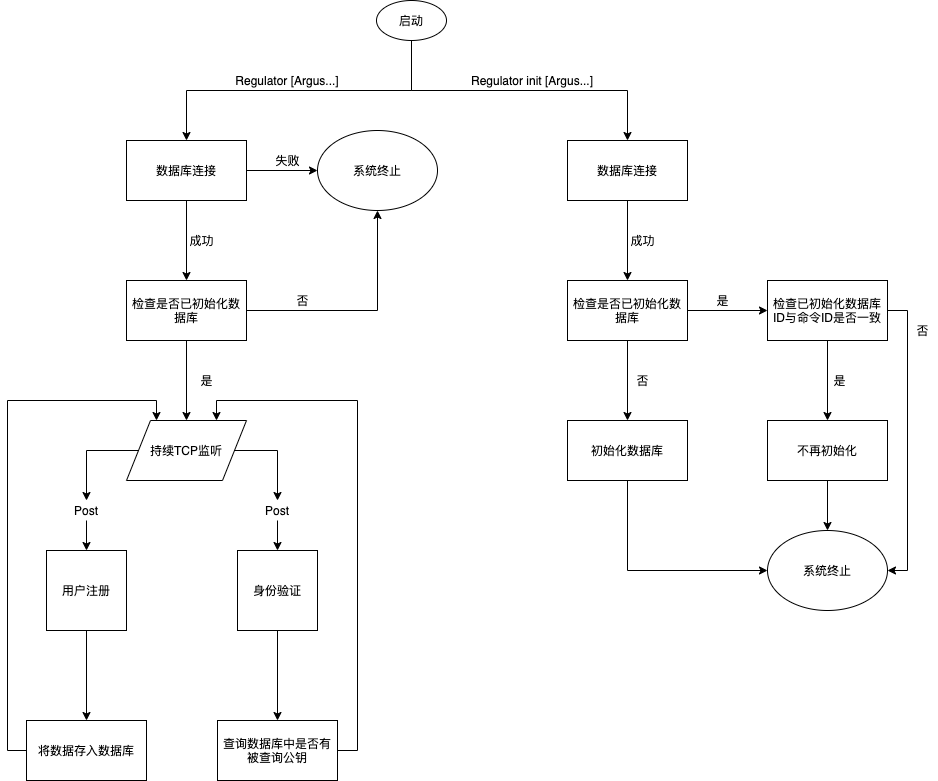 启动
Regulator [Argus...]
Regulator init [Argus...]
数据库连接
失败
系统终止
数据库连接
成功
成功
检查是否已初始化数
据库
否
检查是否已初始化数
据库
是
检查已初始化数据库
ID与命令ID是否一致
否
是
否
是
持续TCP监听
初始化数据库
不再初始化
Post
Post
用户注册
身份验证
系统终止
将数据存入数据库
查询数据库中是否有
被查询公钥